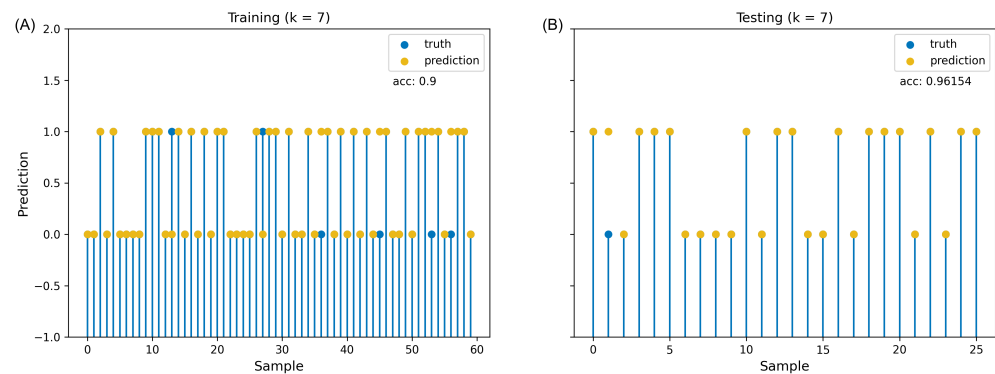 (A)
Training (k = 7)
2.0
1.5
1.0
0.5
0.0
−0.5
−1.0
Prediction
truth
prediction
acc: 0.9
0 10 20 30 40 50 60
Sample
(B)
Testing (k = 7)
truth
prediction
acc: 0.96154
0 5 10 15 20 25
Sample